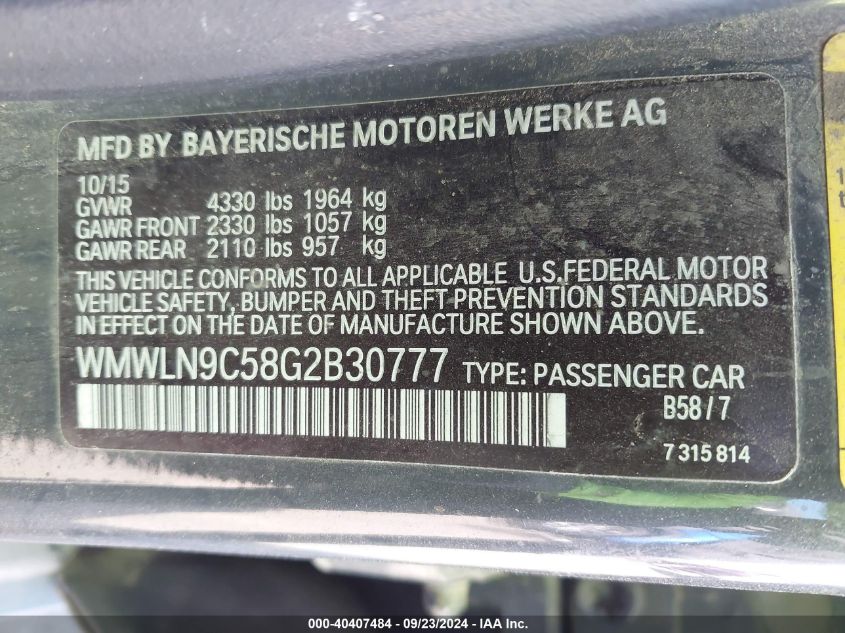 MFD BY BAYERISCHE MOTOREN WERKE AG
10/15
GVWR 4330 lbs 1964 kg
GAWR FRONT 2330 lbs 1057 kg
GAWR REAR 2110 lbs 957 kg
THIS VEHICLE CONFORMS TO ALL APPLICABLE U.S.FEDERAL MOTOR
VEHICLE SAFETY, BUMPER AND THEFT PREVENTION STANDARDS
IN EFFECT ON THE DATE OF MANUFACTURE SHOWN ABOVE.
WMWLN9C58G2B30777 TYPE: PASSENGER CAR
B58/7
7 315 814
000-40407484 - 09/23/2024 - IAA Inc.